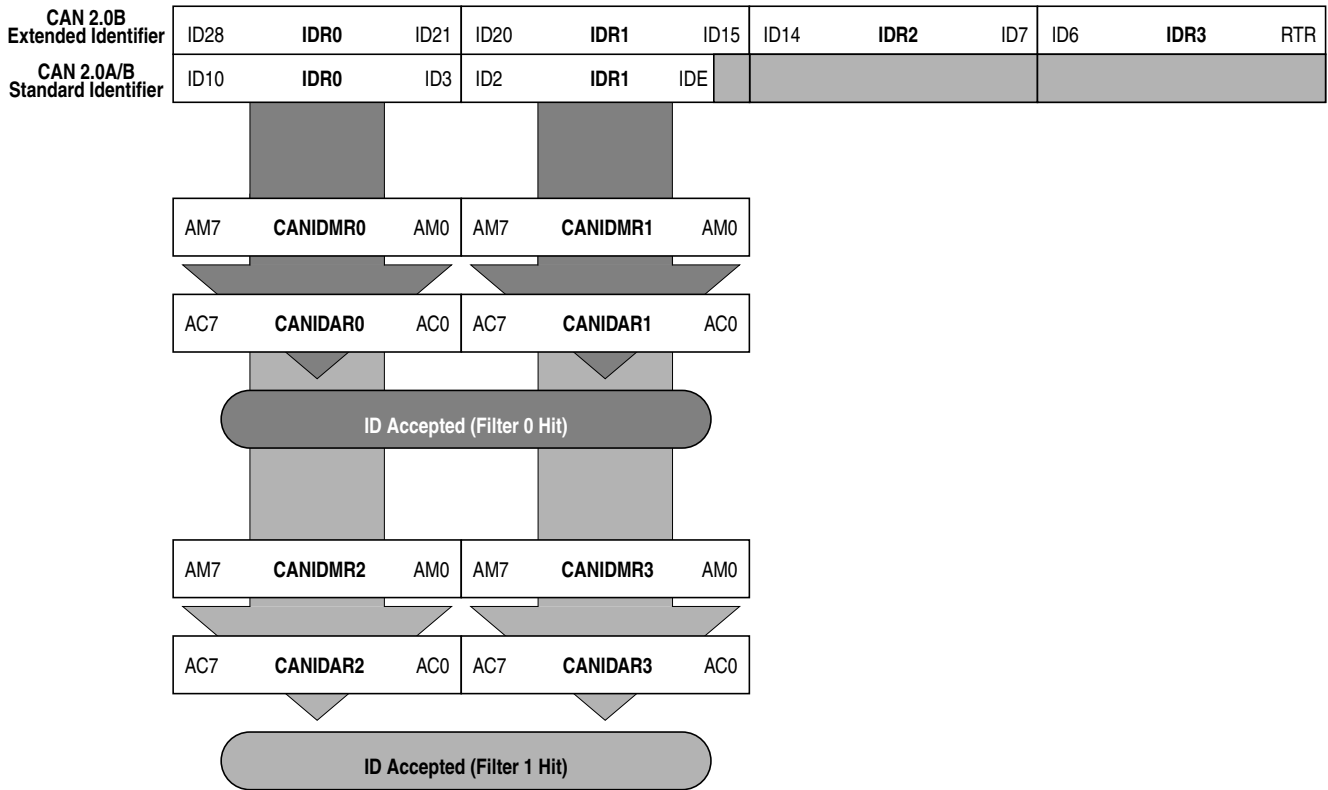 CAN 2.0B
Extended Identifier
ID28 IDR0 ID21 ID20 IDR1 ID15 ID14 IDR2 ID7 ID6 IDR3 RTR
CAN 2.0A/B
Standard Identifier
ID10 IDR0 ID3 ID2 IDR1 IDE
AM7 CANIDMR0 AM0 AM7 CANIDMR1 AM0
AC7 CANIDAR0 AC0 AC7 CANIDAR1 AC0
ID Accepted (Filter 0 Hit)
AM7 CANIDMR2 AM0 AM7 CANIDMR3 AM0
AC7 CANIDAR2 AC0 AC7 CANIDAR3 AC0
ID Accepted (Filter 1 Hit)